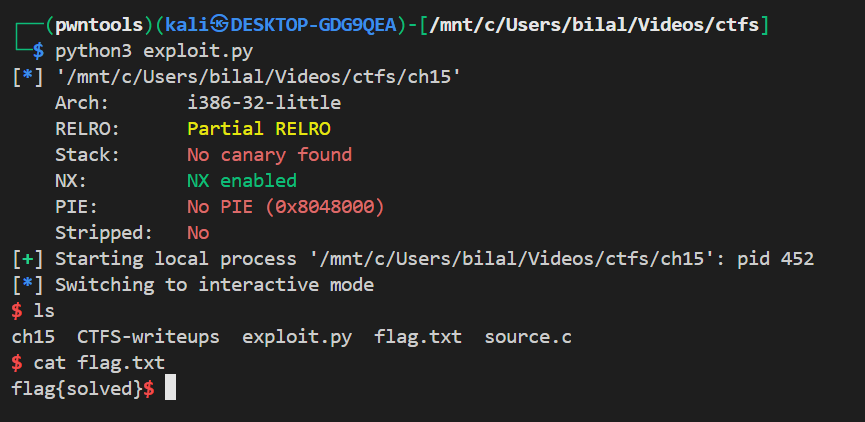 ┌──(pwntools)(kali㉿DESKTOP-GDG9QEA)-[/mnt/c/Users/bilal/Videos/ctfs]
└─$ python3 exploit.py
[*] '/mnt/c/Users/bilal/Videos/ctfs/ch15'
    Arch:       i386-32-little
    RELRO:      Partial RELRO
    Stack:      No canary found
    NX:         NX enabled
    PIE:        No PIE (0x8048000)
    Stripped:   No
[+] Starting local process '/mnt/c/Users/bilal/Videos/ctfs/ch15': pid 452
[*] Switching to interactive mode
$ ls
ch15  CTFS-writeups  exploit.py  flag.txt  source.c
$ cat flag.txt
flag{solved}$